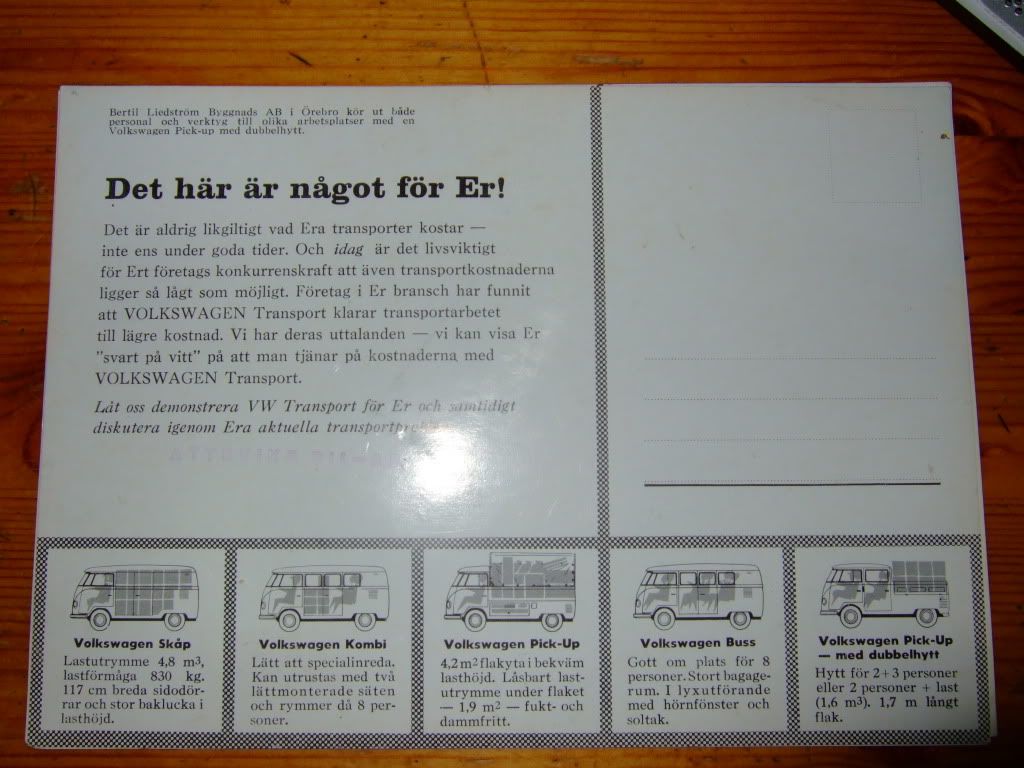 Bertil Liedström Byggnads AB i Örebro kör ut både
personal och verktyg till olika arbetsplatser med en
Volkswagen Pick-up med dubbelhytt.
Det här är något för Er!
Det är aldrig likgiltigt vad Era transporter kostar —
inte ens under goda tider. Och idag är det livsviktigt
för Ert företags konkurrenskraft att även transportkostnaderna
ligger så lågt som möjligt. Företag i Er bransch har funnit
att VOLKSWAGEN Transport klarar transportarbetet
till lägre kostnad. Vi har deras uttalanden — vi kan visa Er
"svart på vitt" på att man tjänar på kostnaderna med
VOLKSWAGEN Transport.
Låt oss demonstrera VW Transport för Er och samtidigt
diskutera igenom Era aktuella
Volkswagen Skåp
Lastutrymme 4,8 m³,
lastförmåga 830 kg.
117 cm breda sidodör-
rar och stor baklucka i
lasthöjd.
Volkswagen Kombi
Lätt att specialinreda.
Kan utrustas med två
lättmonterade säten
och rymmer då 8 per-
soner.
Volkswagen Pick-Up
4,2 m² flakyta i bekväm
lasthöjd. Låsbart last-
utrymme under flaket
— 1,9 m² — fukt- och
dammfritt.
Volkswagen Buss
Gott om plats för 8
personer. Stort bagage-
rum. I lyxutförande
med hörnfönster och
soltak.
Volkswagen Pick-Up
— med dubbelhytt
Hytt för 2+3 personer
eller 2 personer + last
(1,6 m³). 1,7 m långt
flak.